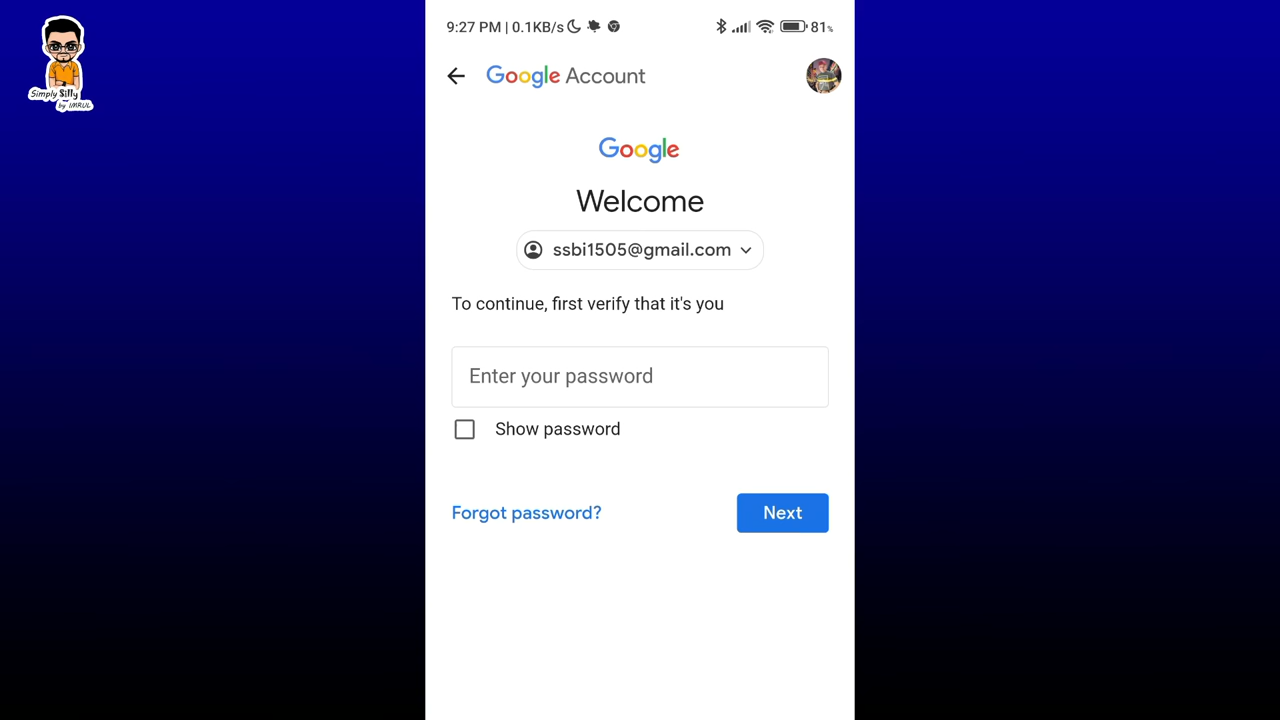 Simply Silly
by IMRUL
9:27 PM | 0.1KB/s
81%
Google Account
Google
Welcome
ssbi1505@gmail.com
To continue, first verify that it's you
Enter your password
Show password
Forgot password?
Next